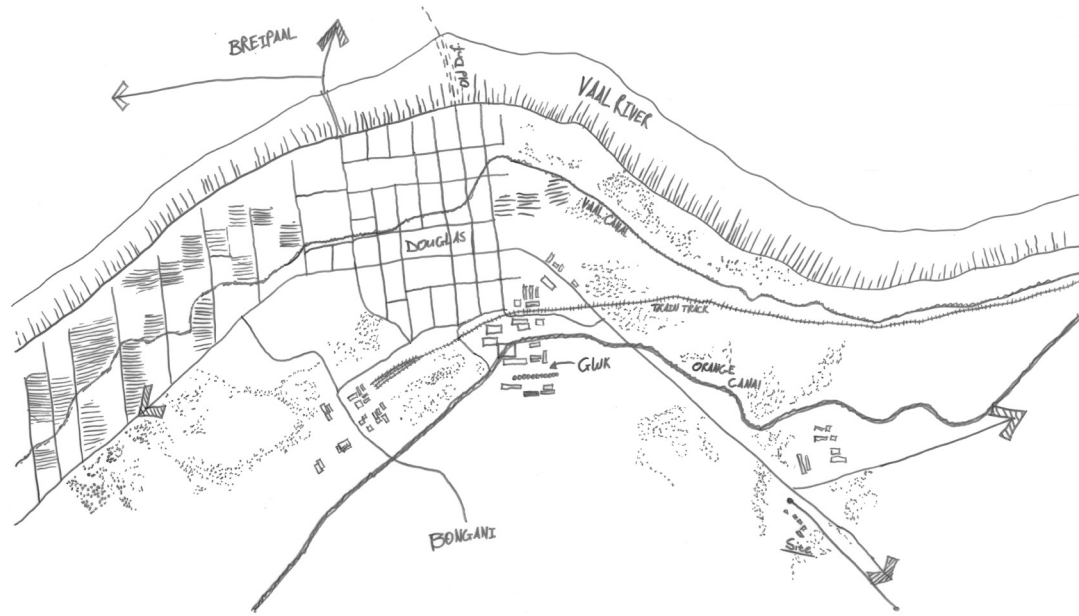 BREIPAAL
Old Drif
VAAL RIVER
VAAL CANAL
DOUGLAS
TRAIN TRACK
GWK
ORANGE
CANAL
BONGANI
Site